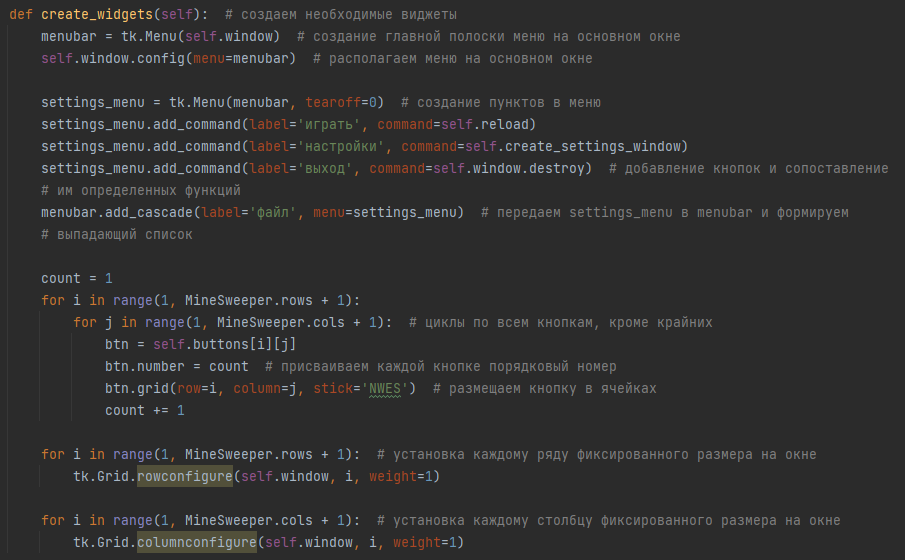 def create_widgets(self):  # создаем необходимые виджеты
    menubar = tk.Menu(self.window)  # создание главной полоски меню на основном окне
    self.window.config(menu=menubar)  # располагаем меню на основном окне

    settings_menu = tk.Menu(menubar, tearoff=0)  # создание пунктов в меню
    settings_menu.add_command(label='играть', command=self.reload)
    settings_menu.add_command(label='настройки', command=self.create_settings_window)
    settings_menu.add_command(label='выход', command=self.window.destroy)  # добавление кнопок и сопоставление
    # им определенных функций
    menubar.add_cascade(label='файл', menu=settings_menu)  # передаем settings_menu в menubar и формируем
    # выпадающий список

    count = 1
    for i in range(1, MineSweeper.rows + 1):
        for j in range(1, MineSweeper.cols + 1):  # циклы по всем кнопкам, кроме крайних
            btn = self.buttons[i][j]
            btn.number = count  # присваиваем каждой кнопке порядковый номер
            btn.grid(row=i, column=j, stick='NWES')  # размещаем кнопку в ячейках
            count += 1

    for i in range(1, MineSweeper.rows + 1):  # установка каждому ряду фиксированного размера на окне
        tk.Grid.rowconfigure(self.window, i, weight=1)

    for i in range(1, MineSweeper.cols + 1):  # установка каждому столбцу фиксированного размера на окне
        tk.Grid.columnconfigure(self.window, i, weight=1)